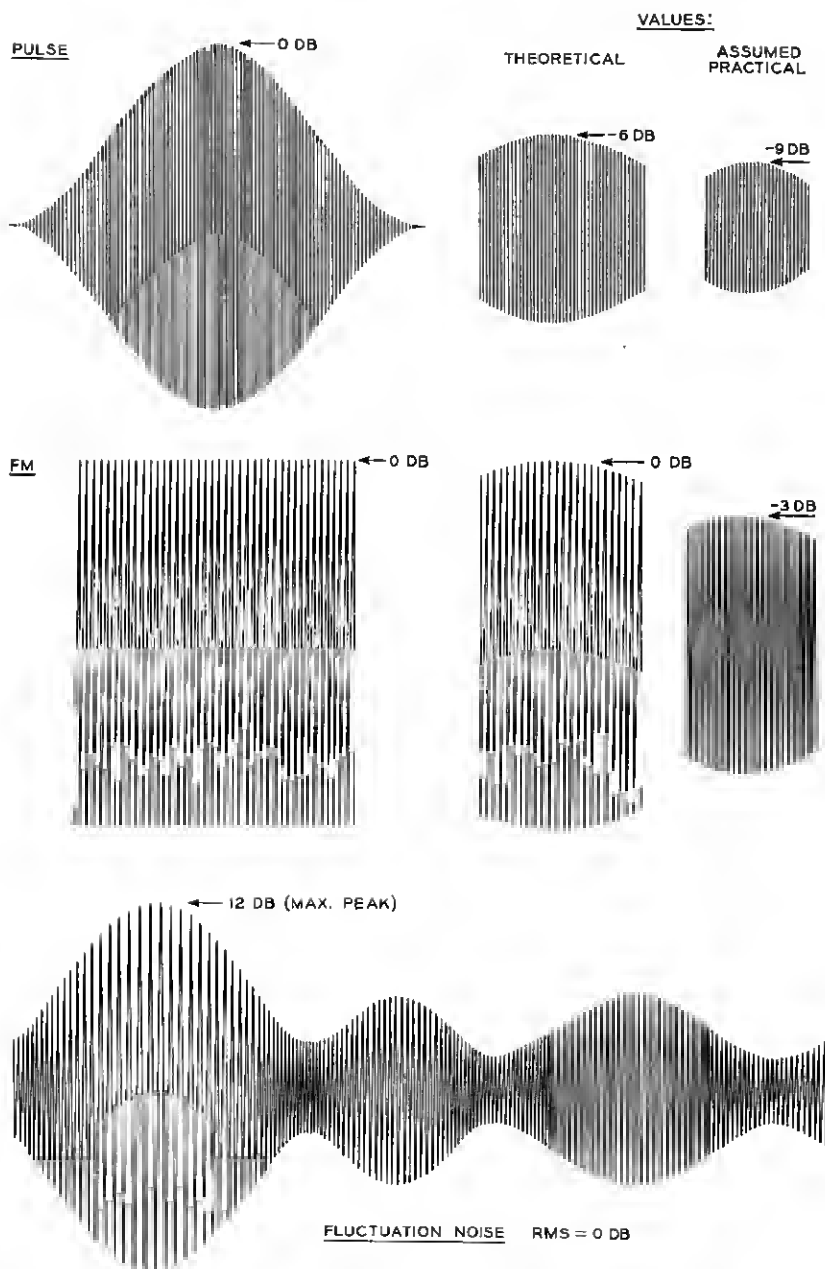 VALUES:
PULSE
0 DB
THEORETICAL
ASSUMED
PRACTICAL
-6 DB
-9 DB
FM
0 DB
0 DB
-3 DB
12 DB (MAX. PEAK)
FLUCTUATION NOISE RMS = 0 DB